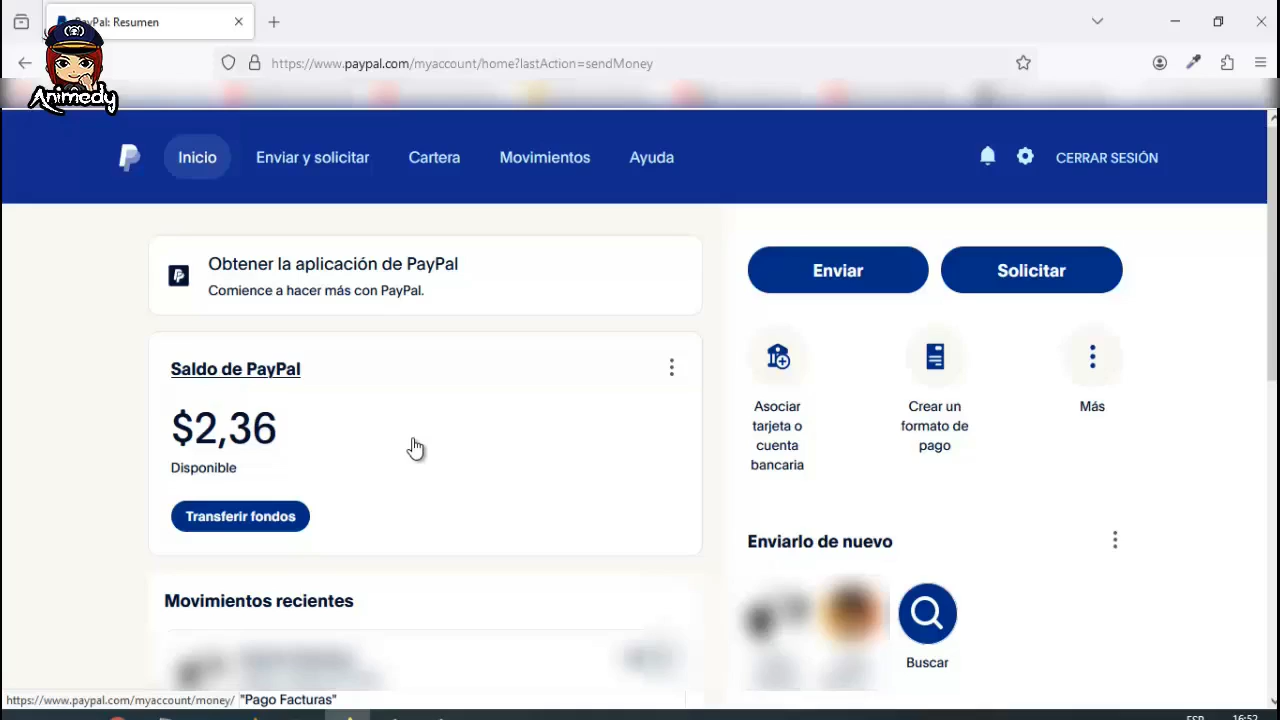 PayPal: Resumen
https://www.paypal.com/myaccount/home?lastAction=sendMoney
Animedy
Inicio
Enviar y solicitar
Cartera
Movimientos
Ayuda
CERRAR SESIÓN
Obtener la aplicación de PayPal
Comience a hacer más con PayPal.
Enviar
Solicitar
Saldo de PayPal
$2,36
Disponible
Transferir fondos
Asociar
tarjeta o
cuenta
bancaria
Crear un
formato de
pago
Más
Enviarlo de nuevo
Buscar
Movimientos recientes
https://www.paypal.com/myaccount/money/
"Pago Facturas"
ESP
16:52